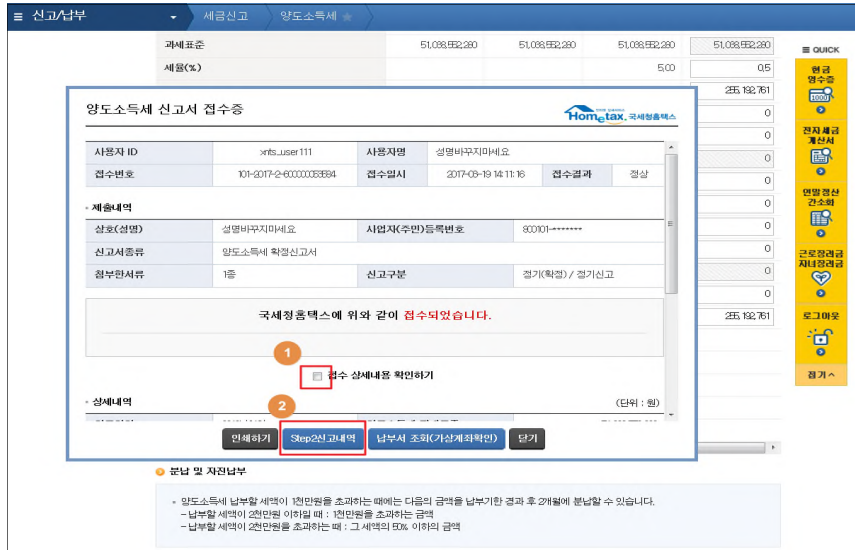 ≡ 신고/납부 세금신고 양도소득세
과세표준 51,038,552,280 51,038,552,280 51,038,552,280 51,038,552,280
세율(%) 5.00 0.5
255,192,761
0
0
0
0
0
0
0
0
0
255,192,761
≡ QUICK
현금
영수증
전자세금
계산서
연말정산
간소화
근로장려금
자녀장려금
로그아웃
접기
양도소득세 신고서 접수증
Hometax. 국세청홈택스
사용자 ID xnts_user111 사용자명 성명바꾸지마세요
접수번호 접수일시 2017-03-19 14:11:16 접수결과 정상
제출내역
상호(성명) 성명바꾸지마세요 사업자(주민)등록번호 800101-*******
신고서종류 양도소득세 확정신고서
첨부한서류 1종 신고구분 정기(확정) / 정기신고
국세청홈택스에 위와 같이 접수되었습니다.
1
접수 상세내용 확인하기
2
상세내역 (단위 : 원)
인쇄하기 Step2신고내역 납부서 조회(가상계좌확인) 닫기
분납 및 자진납부
양도소득세 납부할 세액이 1천만원을 초과하는 때에는 다음의 금액을 납부기한 경과 후 2개월에 분납할 수 있습니다.
- 납부할 세액이 2천만원 이하일 때 : 1천만원을 초과하는 금액
- 납부할 세액이 2천만원을 초과하는 때 : 그 세액의 50% 이하의 금액